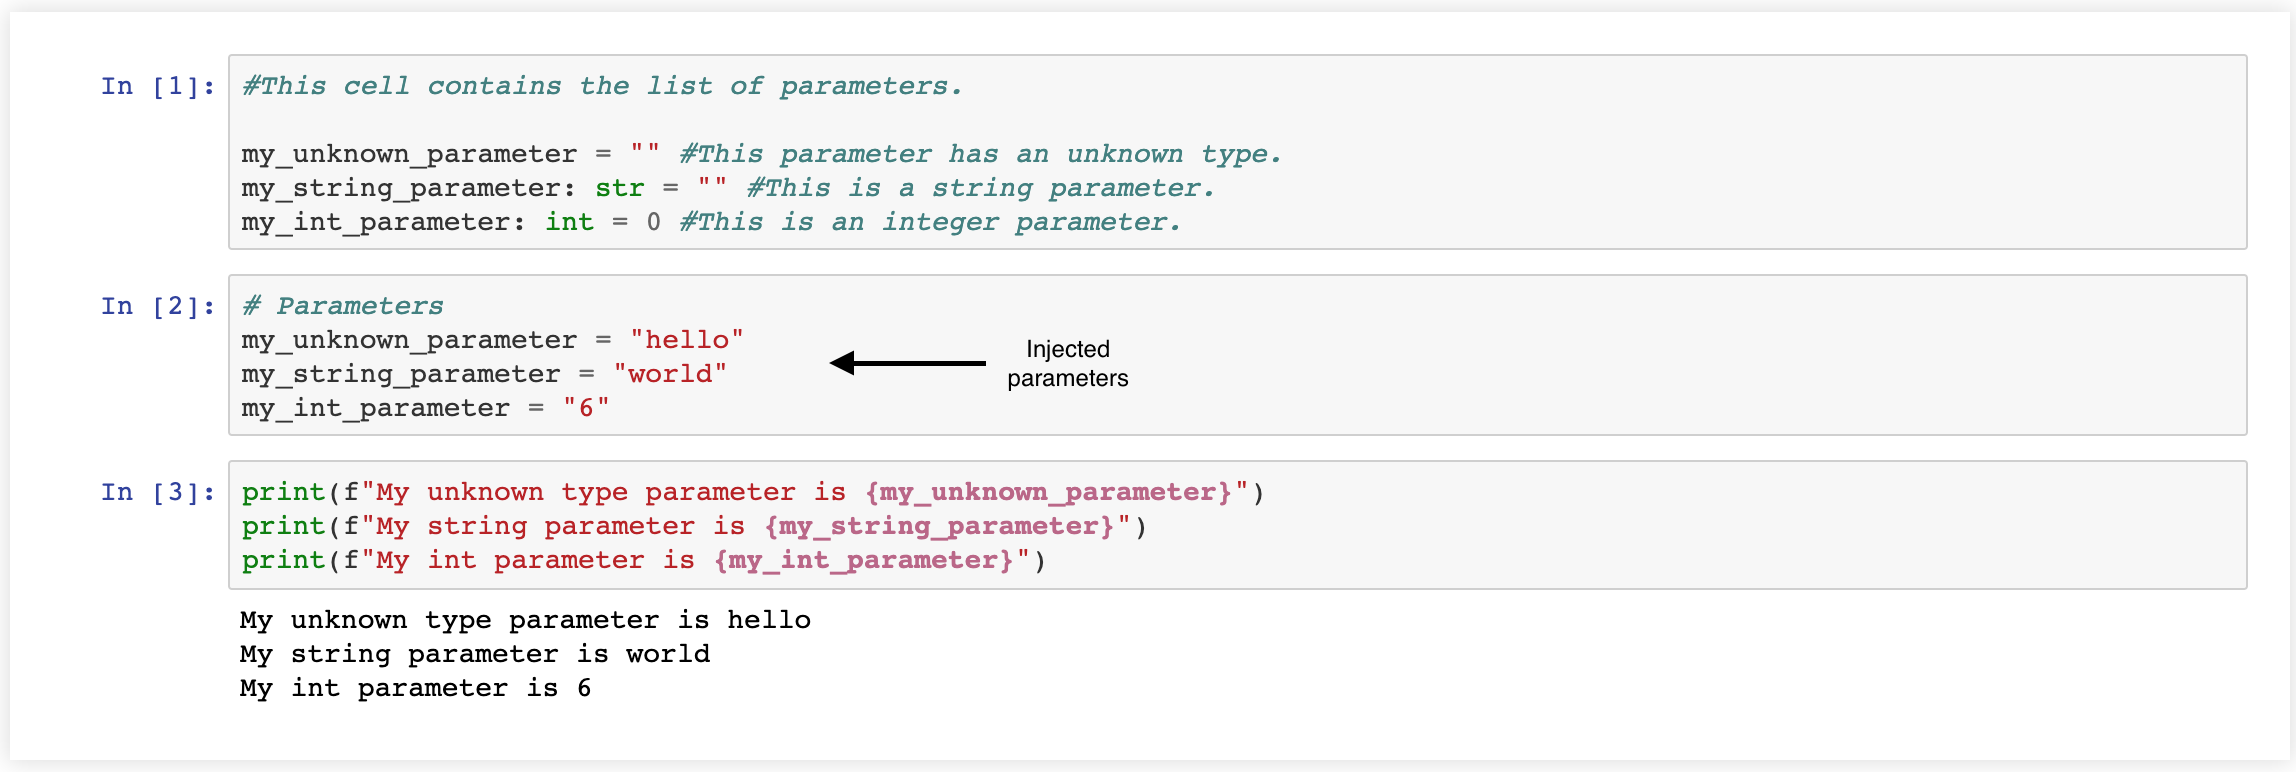 In [1]: #This cell contains the list of parameters.
my_unknown_parameter = "" #This parameter has an unknown type.
my_string_parameter: str = "" #This is a string parameter.
my_int_parameter: int = 0 #This is an integer parameter.
In [2]: # Parameters
my_unknown_parameter = "hello"
my_string_parameter = "world"
my_int_parameter = "6"
Injected
parameters
In [3]: print(f"My unknown type parameter is {my_unknown_parameter}")
print(f"My string parameter is {my_string_parameter}")
print(f"My int parameter is {my_int_parameter}")
My unknown type parameter is hello
My string parameter is world
My int parameter is 6